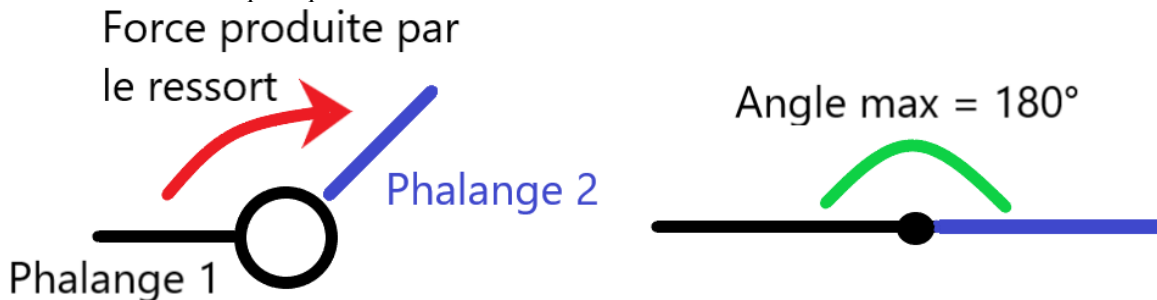 Force produite par
le ressort
Phalange 2
Phalange 1
Angle max = 180°